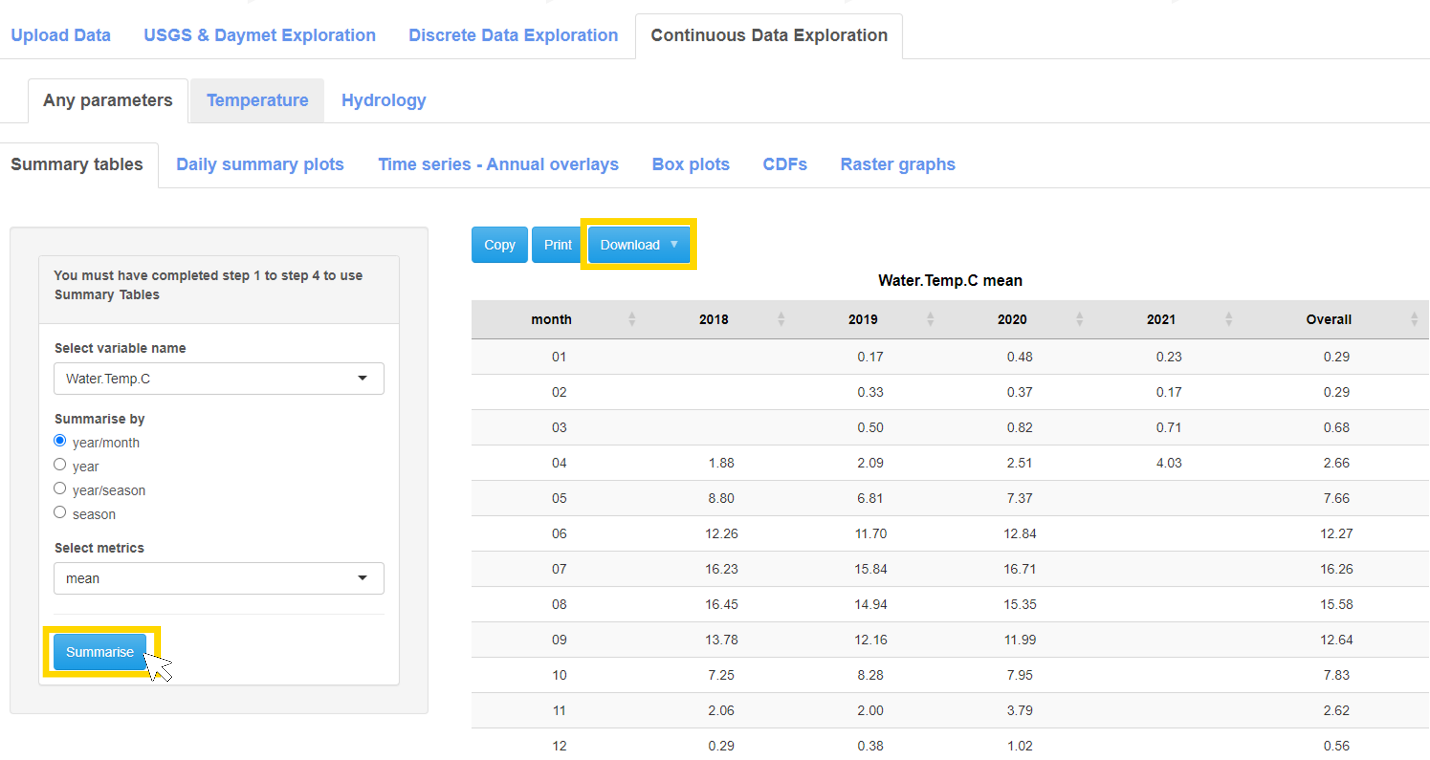 Upload Data USGS & Daymet Exploration Discrete Data Exploration Continuous Data Exploration
Any parameters Temperature Hydrology
Summary tables Daily summary plots Time series - Annual overlays Box plots CDFs Raster graphs
You must have completed step 1 to step 4 to use
Summary Tables
Select variable name
Water.Temp.C
Summarise by
year/month
year
year/season
season
Select metrics
mean
Summarise
Copy Print Download
Water.Temp.C mean
month 2018 2019 2020 2021 Overall
01 0.17 0.48 0.23 0.29
02 0.33 0.37 0.17 0.29
03 0.50 0.82 0.71 0.68
04 1.88 2.09 2.51 4.03 2.66
05 8.80 6.81 7.37 7.66
06 12.26 11.70 12.84 12.27
07 16.23 15.84 16.71 16.26
08 16.45 14.94 15.35 15.58
09 13.78 12.16 11.99 12.64
10 7.25 8.28 7.95 7.83
11 2.06 2.00 3.79 2.62
12 0.29 0.38 1.02 0.56